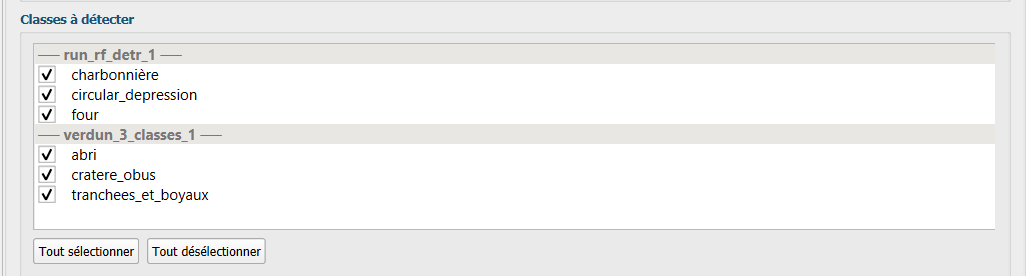 Classes à détecter
── run_rf_detr_1 ──
charbonnière
circular_depression
four
── verdun_3_classes_1 ──
abri
cratere_obus
tranchees_et_boyaux
Tout sélectionner
Tout désélectionner